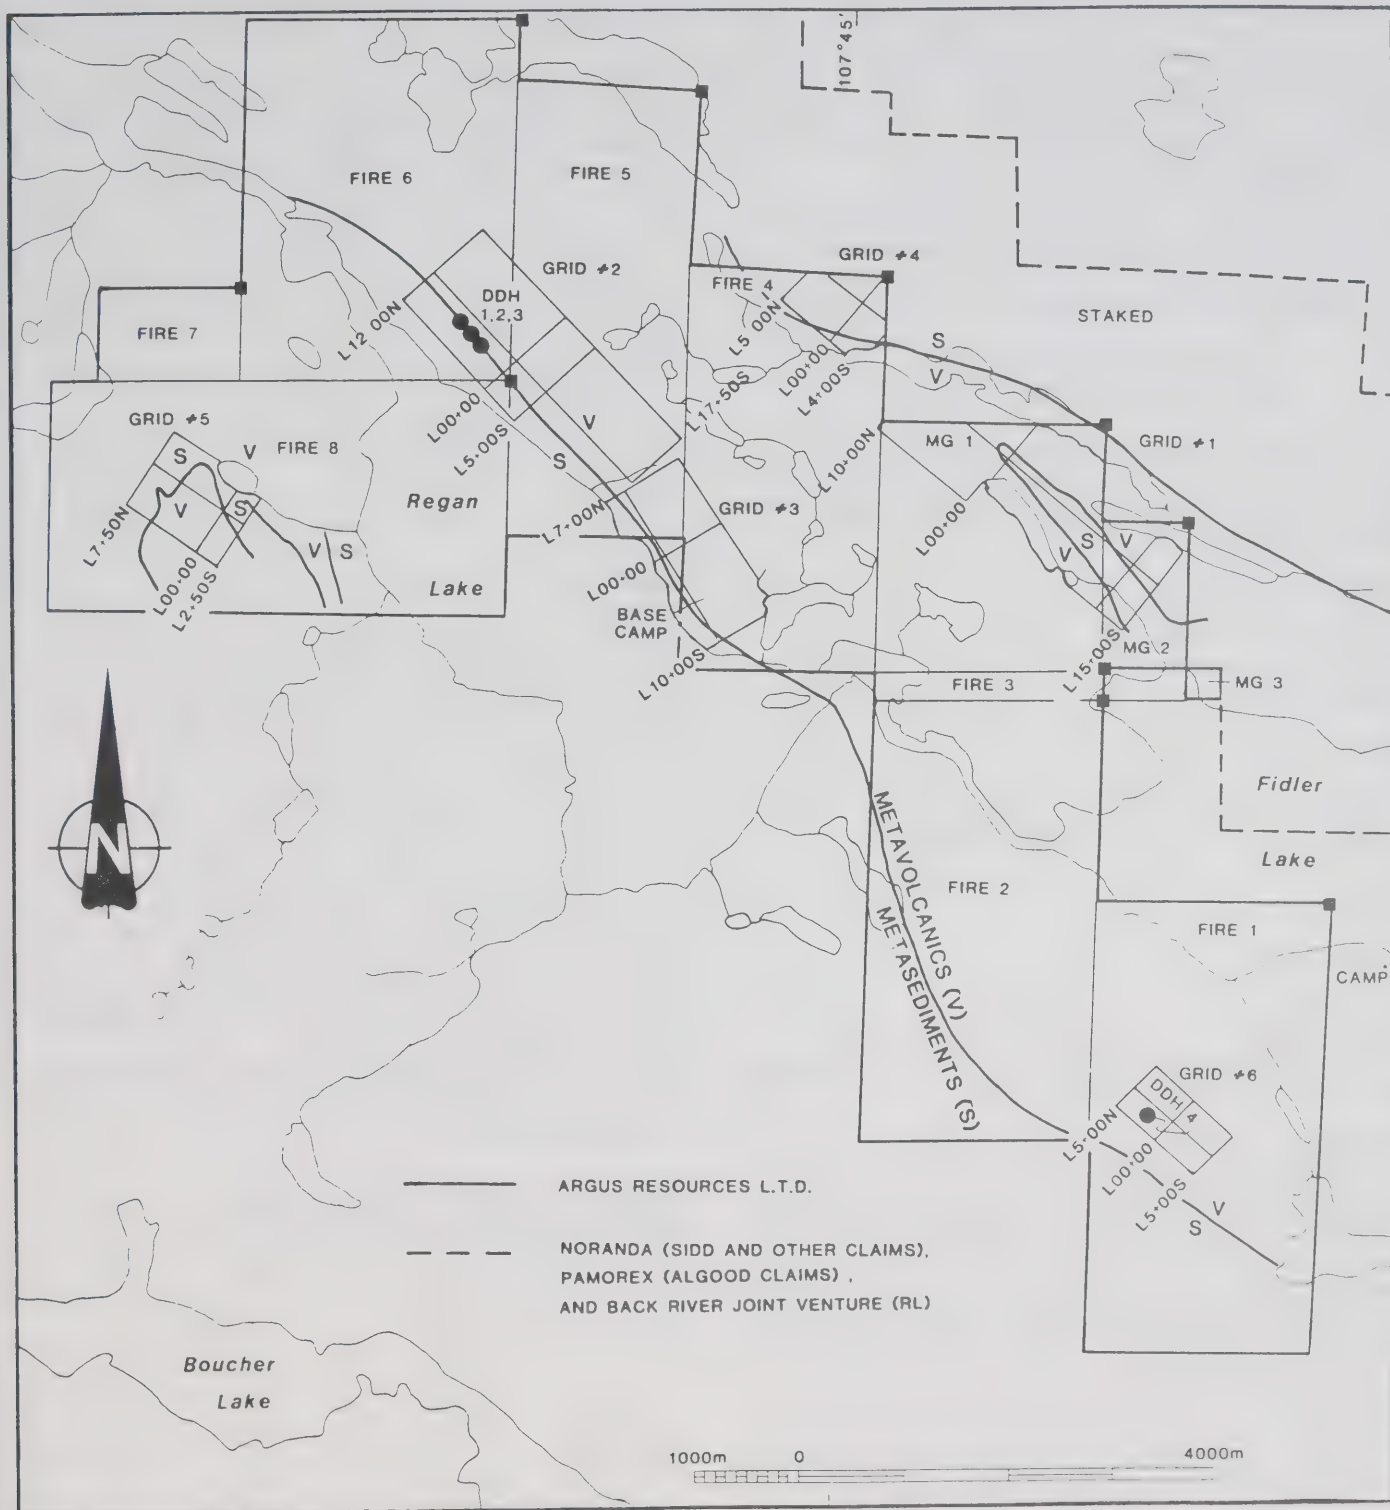 107°45'
FIRE 6
FIRE 5
GRID #4
GRID #2
FIRE 4
DDH
1,2,3
L5 00N
STAKED
L12 00N
FIRE 7
S
V
L00+00
L4+00S
L17+50S
L00+00
L5+00S
V
GRID #5
FIRE 8
S
V
S
V
S
L7+50N
L00+00
L2+50S
V S
Regan
Lake
L10+00N
MG 1
GRID #1
L00+00
V
S
V
L15+00S
L7+00N
GRID #3
L00+00
BASE
CAMP
L10+00S
MG 2
FIRE 3
MG 3
N
Fidler
Lake
METAVOLCANICS (V)
METASEDIMENTS (S)
FIRE 2
FIRE 1
CAMP
GRID #6
DDH 4
L5+00N
L00+00
L5+00S
V
S
ARGUS RESOURCES L.T.D.
NORANDA (SIDD AND OTHER CLAIMS),
PAMOREX (ALGOOD CLAIMS) ,
AND BACK RIVER JOINT VENTURE (RL)
Boucher
Lake
1000m 0 4000m